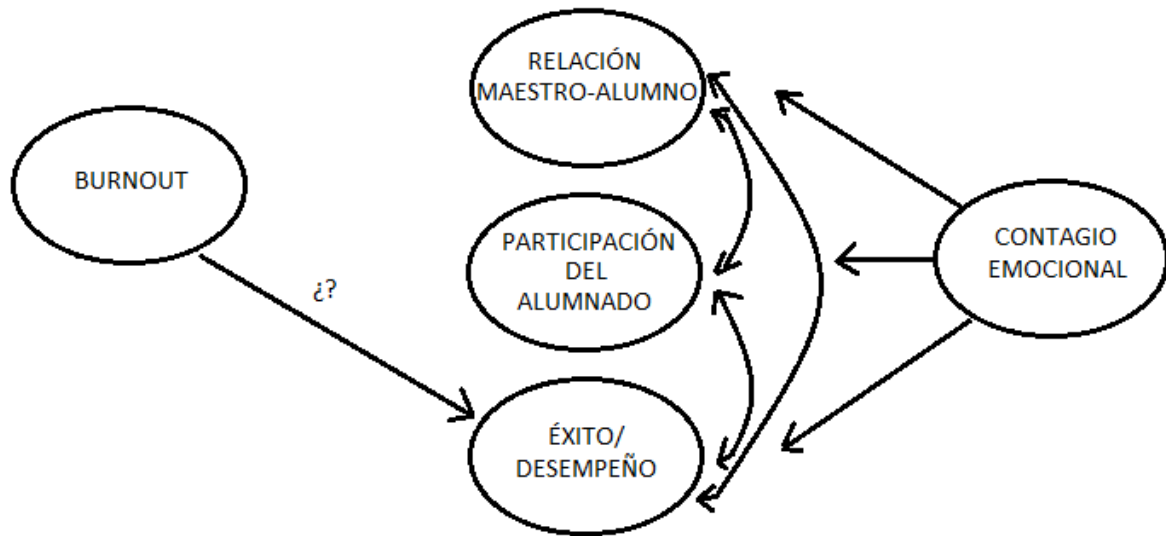 RELACIÓN
MAESTRO-ALUMNO
BURNOUT
PARTICIPACIÓN
DEL
ALUMNADO
CONTAGIO
EMOCIONAL
¿?
ÉXITO/
DESEMPEÑO